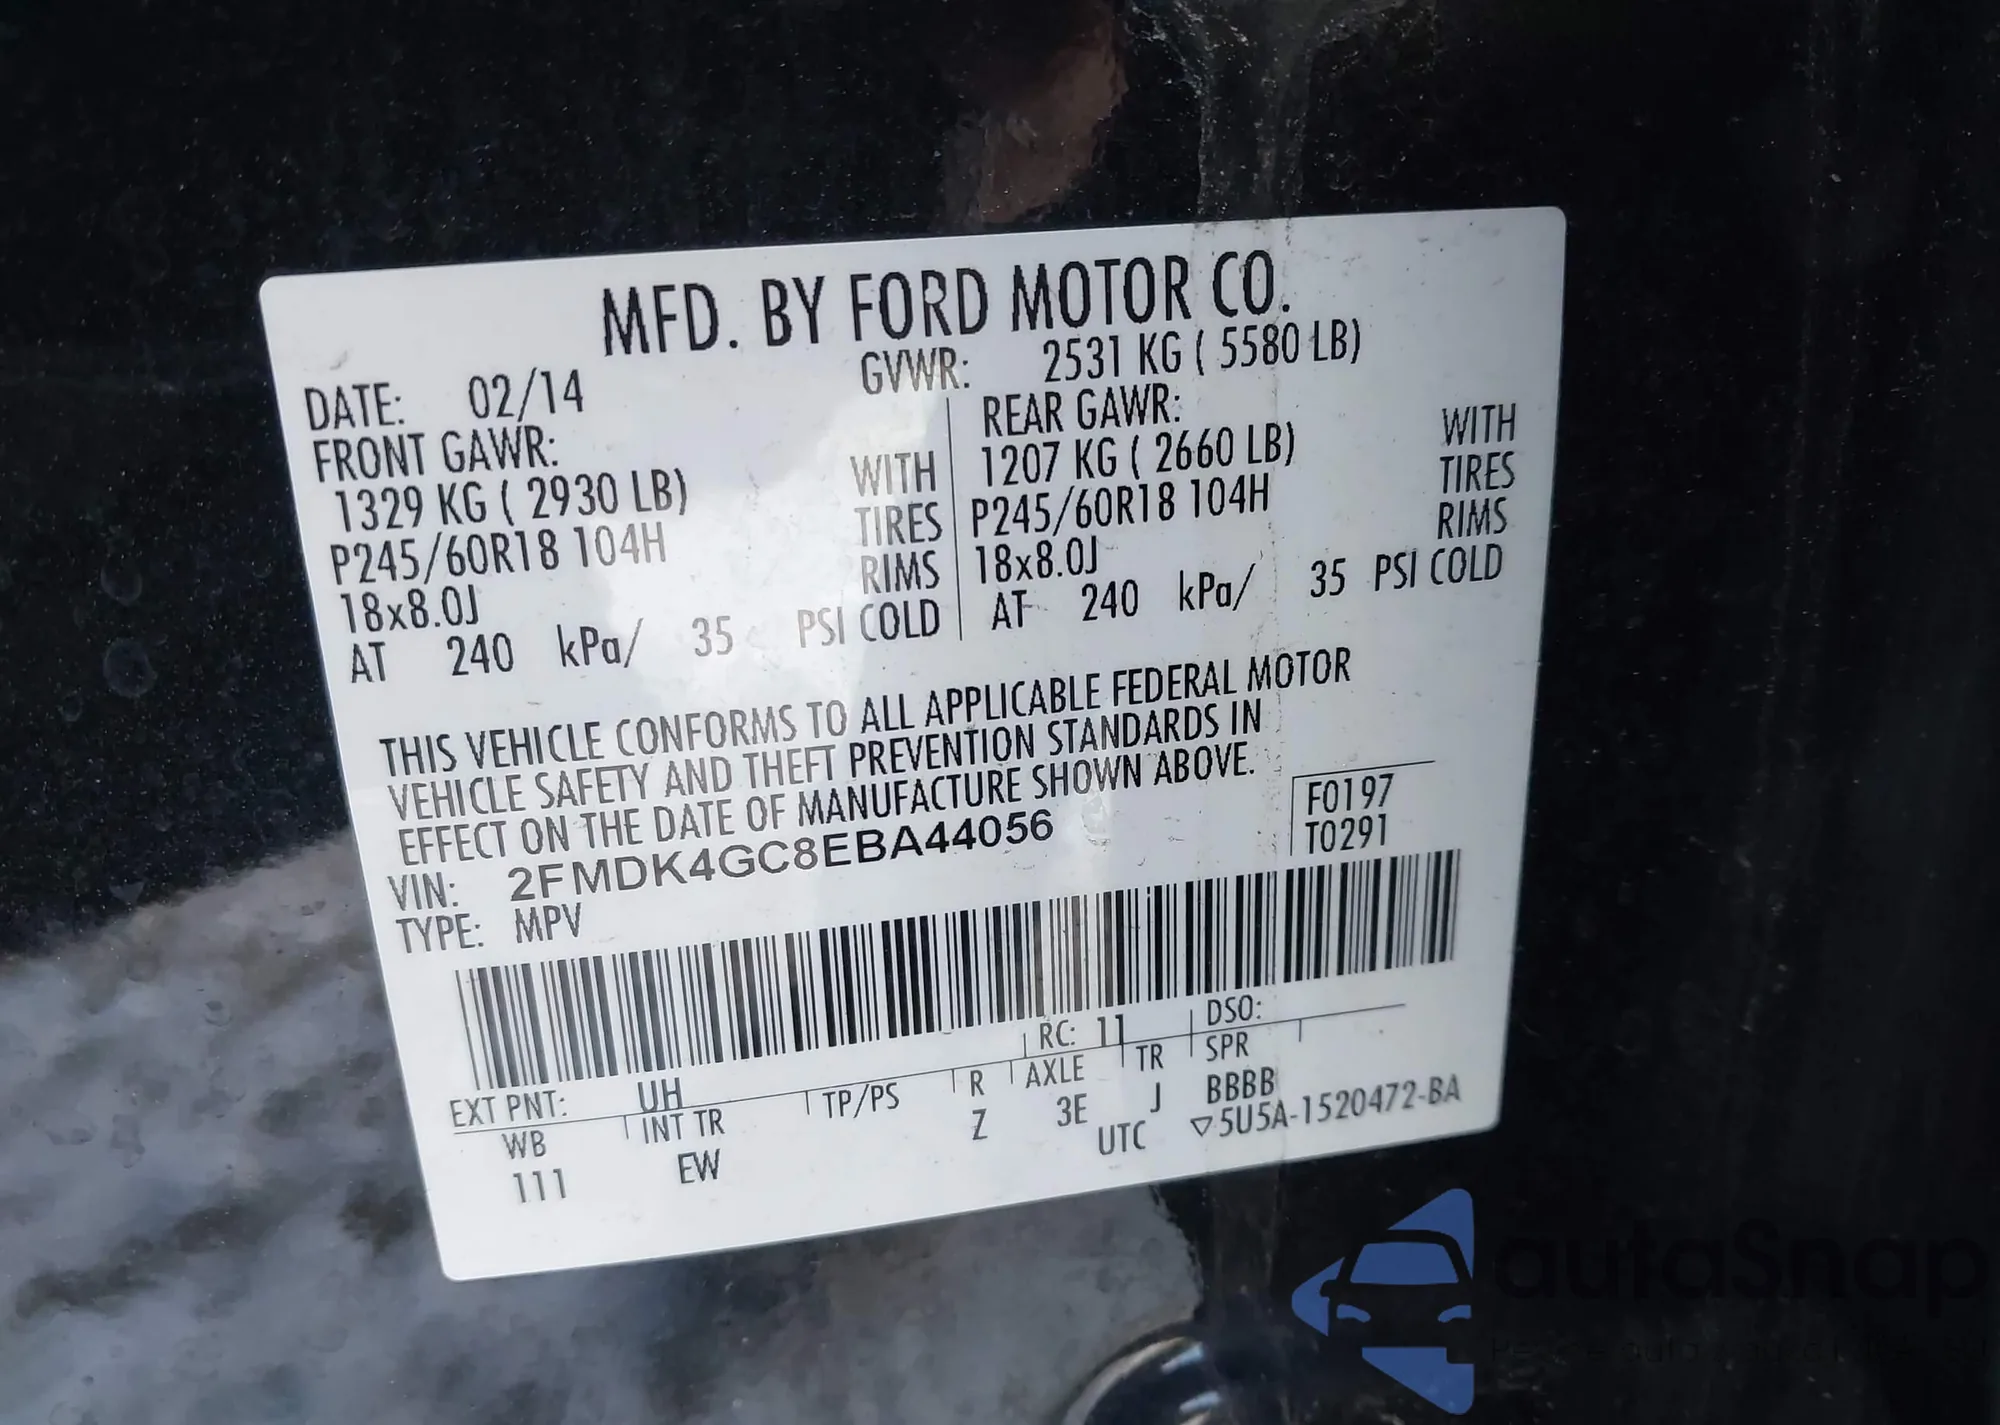 MFD. BY FORD MOTOR CO.
DATE: 02/14 GVWR: 2531 KG ( 5580 LB)
FRONT GAWR: REAR GAWR:
1329 KG ( 2930 LB) WITH 1207 KG ( 2660 LB) WITH
P245/60R18 104H TIRES P245/60R18 104H TIRES
18x8.0J RIMS 18x8.0J RIMS
AT 240 kPa/ 35 PSI COLD AT 240 kPa/ 35 PSI COLD
THIS VEHICLE CONFORMS TO ALL APPLICABLE FEDERAL MOTOR
VEHICLE SAFETY AND THEFT PREVENTION STANDARDS IN
EFFECT ON THE DATE OF MANUFACTURE SHOWN ABOVE.
VIN: 2FMDK4GC8EBA44056 F0197
TYPE: MPV T0291
EXT PNT: UH RC: 11 DSO:
WB INT TR TP/PS R AXLE TR SPR
111 EW Z 3E J BBBB
UTC ▽5U5A-1520472-BA
autasnap